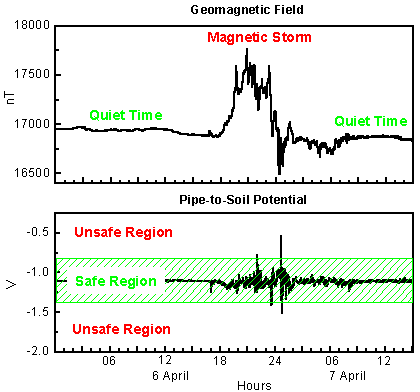 Geomagnetic Field
18000
Magnetic Storm
17500
nT
Quiet Time
Quiet Time
17000
16500
Pipe-to-Soil Potential
-0.5
Unsafe Region
-1.0
Safe Region
V
-1.5
Unsafe Region
-2.0
06 12 18 24 06 12
6 April Hours 7 April